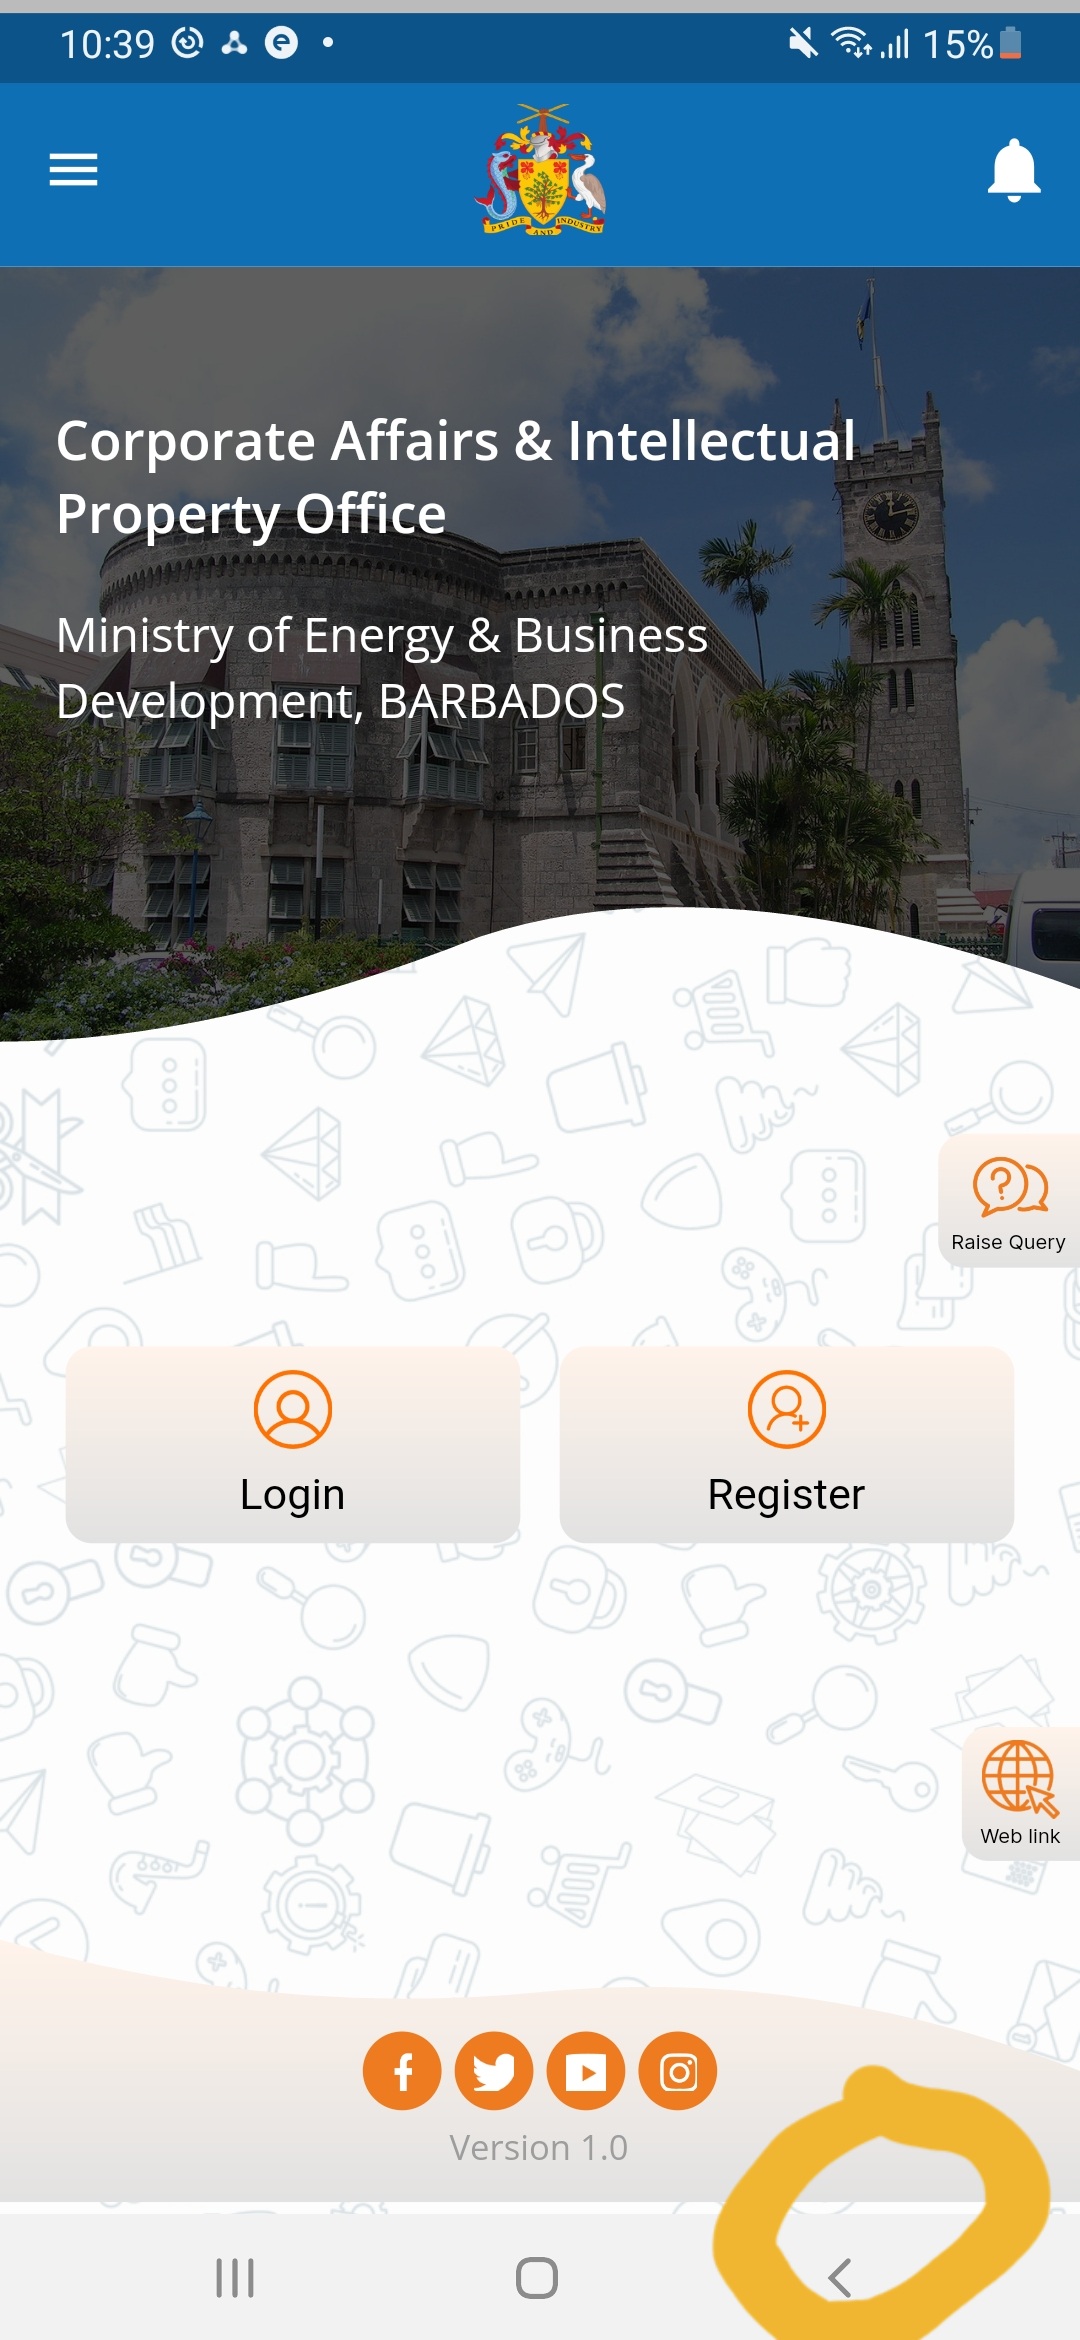 10:39
15%
PRIDE AND INDUSTRY
Corporate Affairs & Intellectual
Property Office
Ministry of Energy & Business
Development, BARBADOS
Raise Query
Login
Register
Web link
Version 1.0